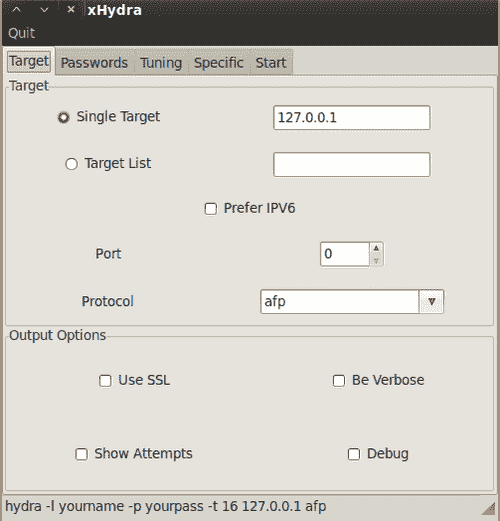 xHydra
Quit
Target Passwords Tuning Specific Start
Target
Single Target 127.0.0.1
Target List
Prefer IPV6
Port 0
Protocol afp
Output Options
Use SSL Be Verbose
Show Attempts Debug
hydra -l yourname -p yourpass -t 16 127.0.0.1 afp